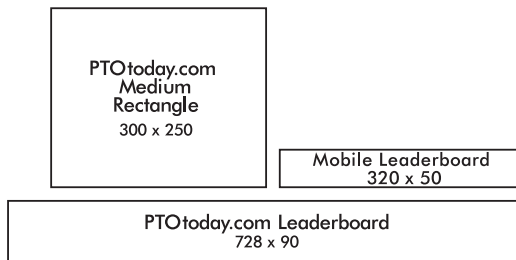 PTOtoday.com
Medium
Rectangle
300 x 250
Mobile Leaderboard
320 x 50
PTOtoday.com Leaderboard
728 x 90